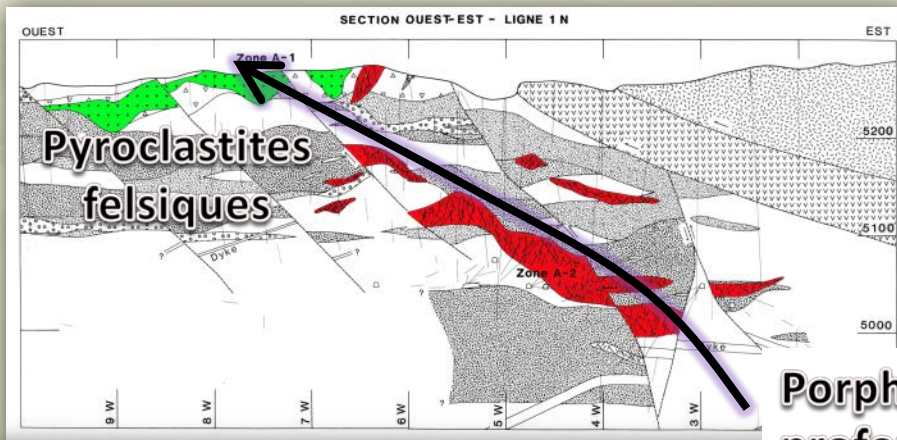 SECTION OUEST-EST - LIGNE 1 N
OUEST
EST
Zone A-1
5200
Pyroclastites
felsiques
5100
? Dyke ?
Zone A-2
?
5000
Dyke
?
9 W
8 W
7 W
6 W
5 W
4 W
3 W
Porph